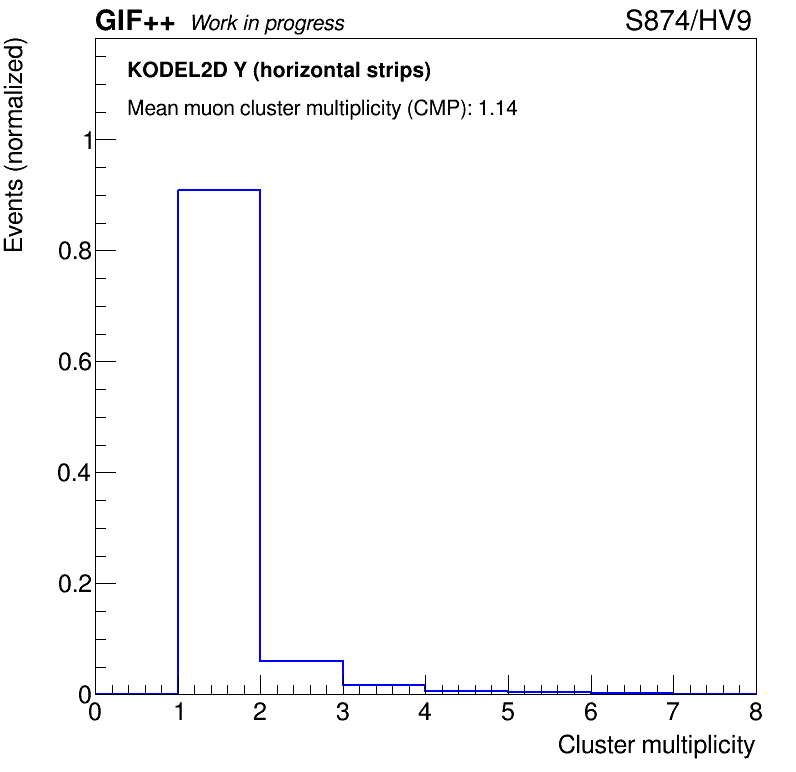 GIF++ Work in progress S874/HV9
KODEL2D Y (horizontal strips)
Mean muon cluster multiplicity (CMP): 1.14
Events (normalized)
1
0.8
0.6
0.4
0.2
0
0 1 2 3 4 5 6 7 8
Cluster multiplicity